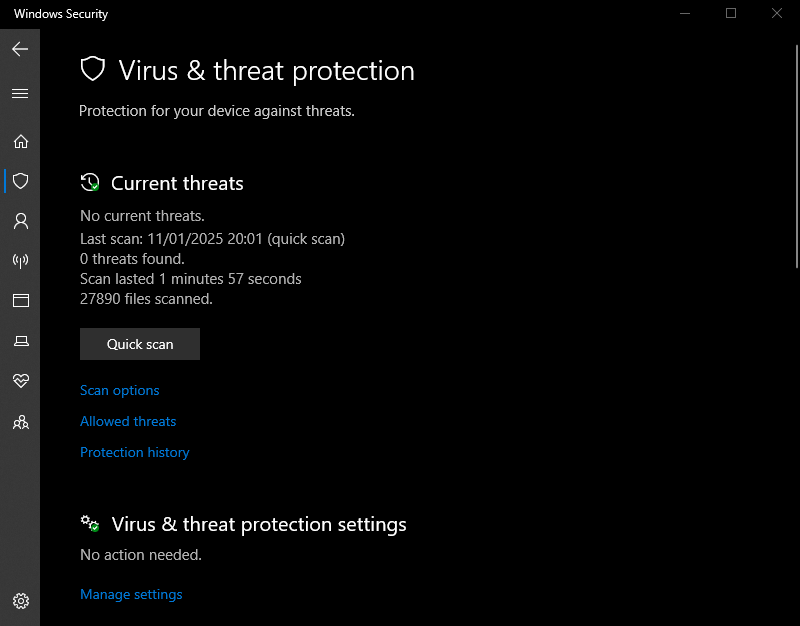 Windows Security
Virus & threat protection
Protection for your device against threats.
Current threats
No current threats.
Last scan: 11/01/2025 20:01 (quick scan)
0 threats found.
Scan lasted 1 minutes 57 seconds
27890 files scanned.
Quick scan
Scan options
Allowed threats
Protection history
Virus & threat protection settings
No action needed.
Manage settings